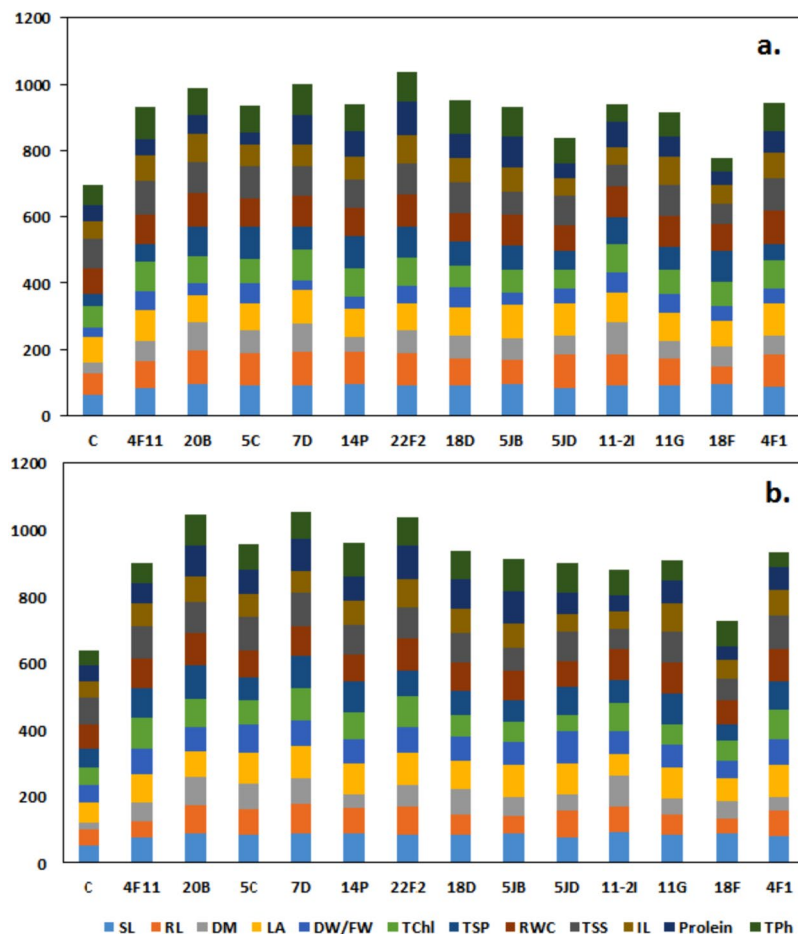 1200
a.
1000
800
600
400
200
0
C 4F11 20B 5C 7D 14P 22F2 18D 5JB 5JD 11-2I 11G 18F 4F1
1200
b.
1000
800
600
400
200
0
C 4F11 20B 5C 7D 14P 22F2 18D 5JB 5JD 11-2I 11G 18F 4F1
SL RL DM LA DW/FW TChl TSP RWC TSS IL Prolein TPh